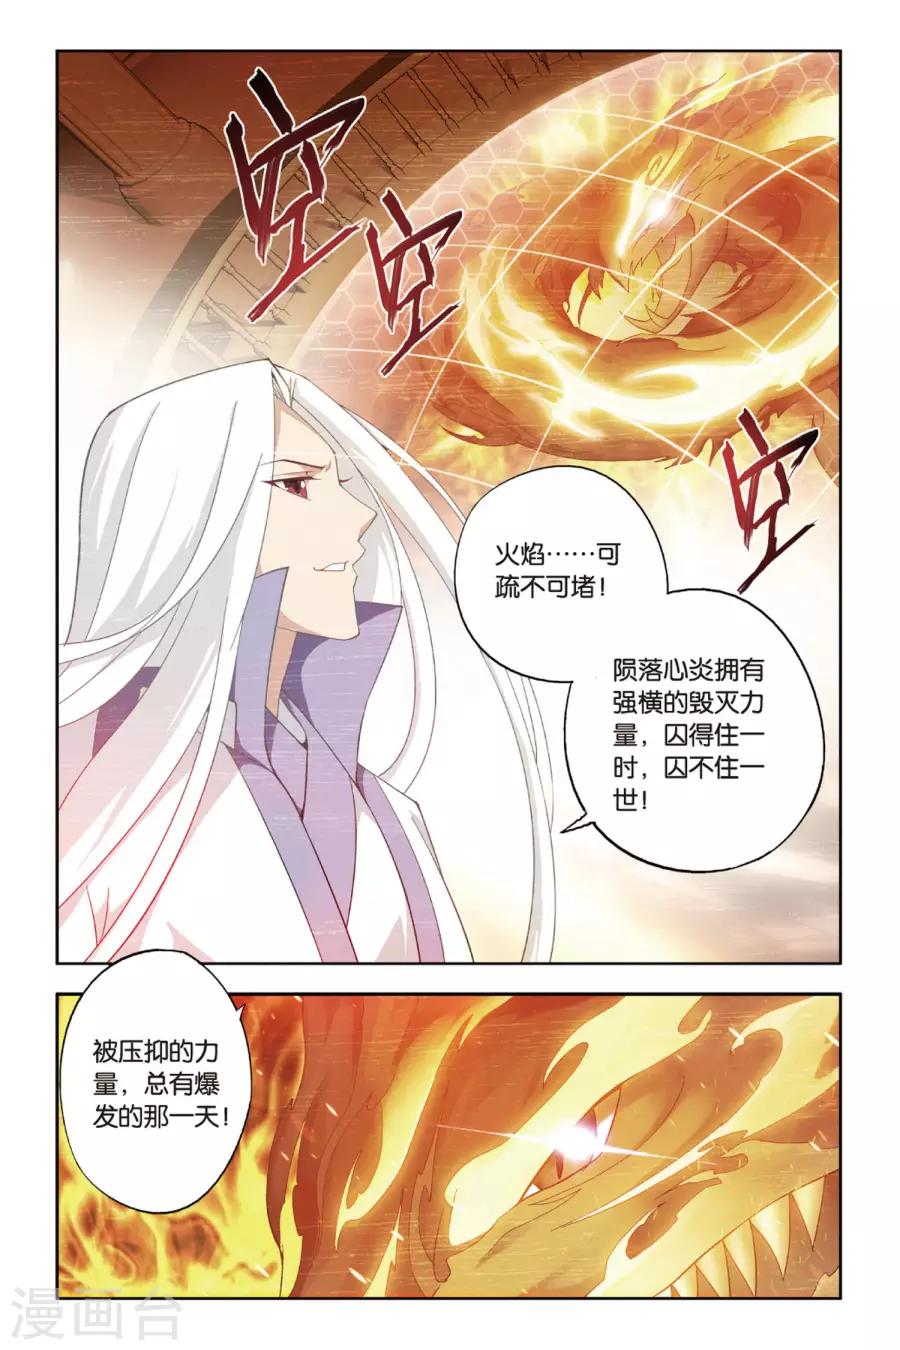 空
空
空
火焰……可
疏不可堵！
陨落心炎拥有
强横的毁灭力
量，囚得住一
时，囚不住一
世！
被压抑的力
量，总有爆
发的那一天！
漫画台